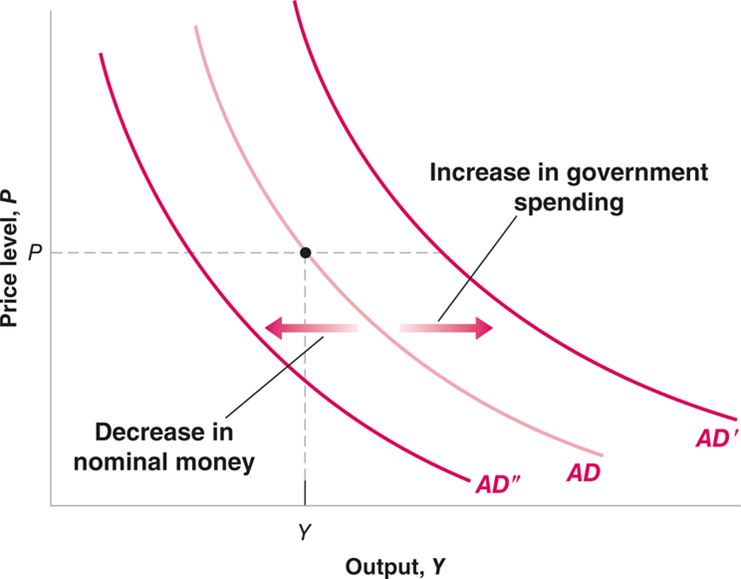 Price level, P
P
Increase in government
spending
Decrease in
nominal money
AD′
AD
AD″
Y
Output, Y